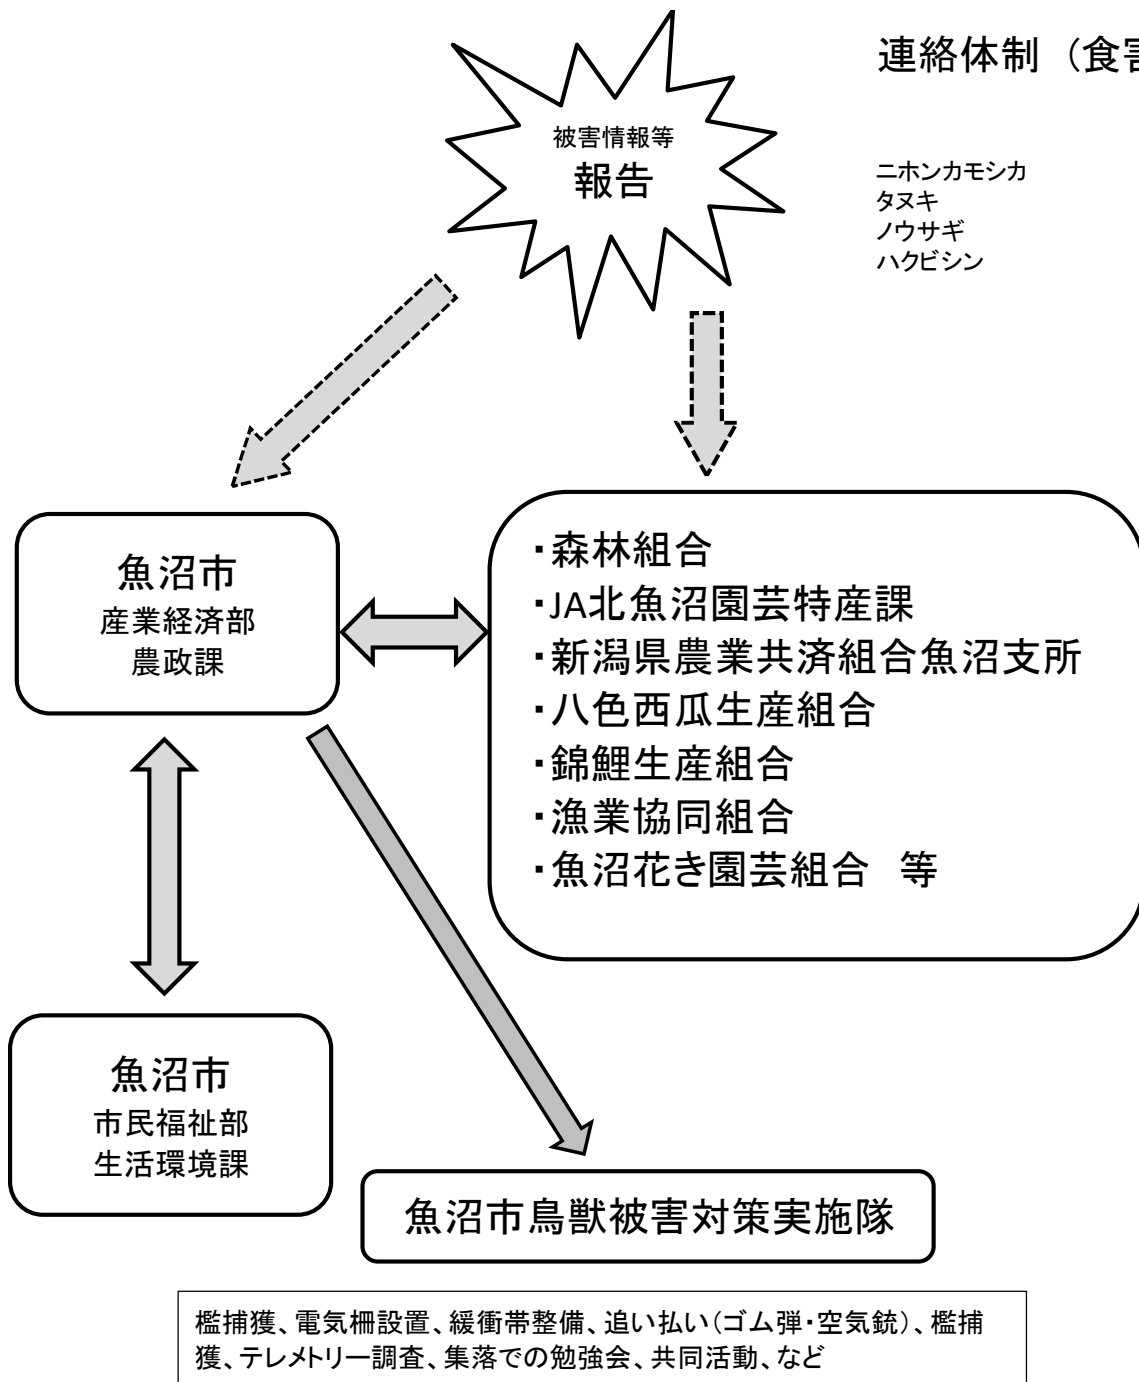 連絡体制（食害
被害情報等
報告
ニホンカモシカ
タヌキ
ノウサギ
ハクビシン
魚沼市
産業経済部
農政課
・森林組合
・JA北魚沼園芸特産課
・新潟県農業共済組合魚沼支所
・八色西瓜生産組合
・錦鯉生産組合
・漁業協同組合
・魚沼花き園芸組合　等
魚沼市
市民福祉部
生活環境課
魚沼市鳥獣被害対策実施隊
檻捕獲、電気柵設置、緩衝帯整備、追い払い（ゴム弾・空気銃）、檻捕
獲、テレメトリー調査、集落での勉強会、共同活動、など